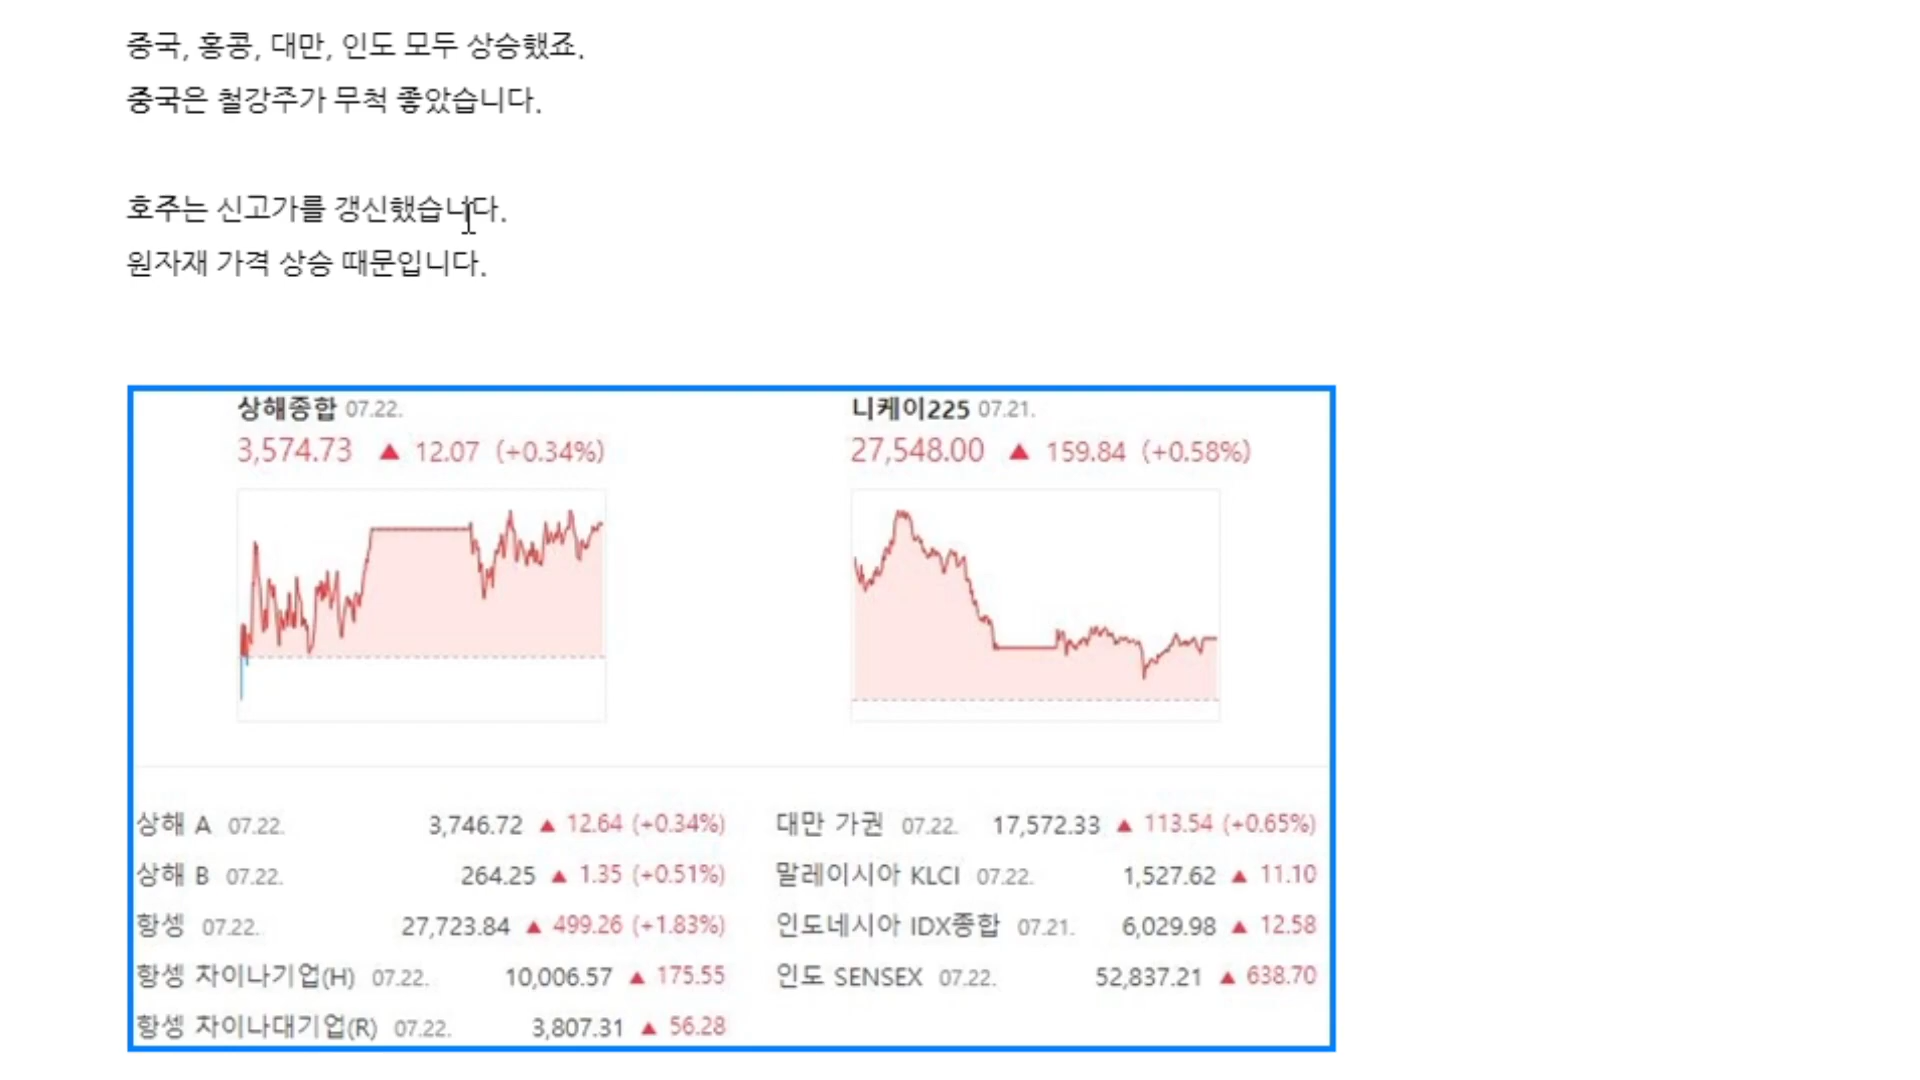 중국, 홍콩, 대만, 인도 모두 상승했죠.
중국은 철강주가 무척 좋았습니다.
호주는 신고가를 갱신했습니다.
원자재 가격 상승 때문입니다.
상해종합 07.22.
3,574.73 ▲ 12.07 (+0.34%)
니케이225 07.21.
27,548.00 ▲ 159.84 (+0.58%)
상해 A 07.22. 3,746.72 ▲ 12.64 (+0.34%)
상해 B 07.22. 264.25 ▲ 1.35 (+0.51%)
항셍 07.22. 27,723.84 ▲ 499.26 (+1.83%)
항셍 차이나기업(H) 07.22. 10,006.57 ▲ 175.55
항셍 차이나대기업(R) 07.22. 3,807.31 ▲ 56.28
대만 가권 07.22. 17,572.33 ▲ 113.54 (+0.65%)
말레이시아 KLCI 07.22. 1,527.62 ▲ 11.10
인도네시아 IDX종합 07.21. 6,029.98 ▲ 12.58
인도 SENSEX 07.22. 52,837.21 ▲ 638.70